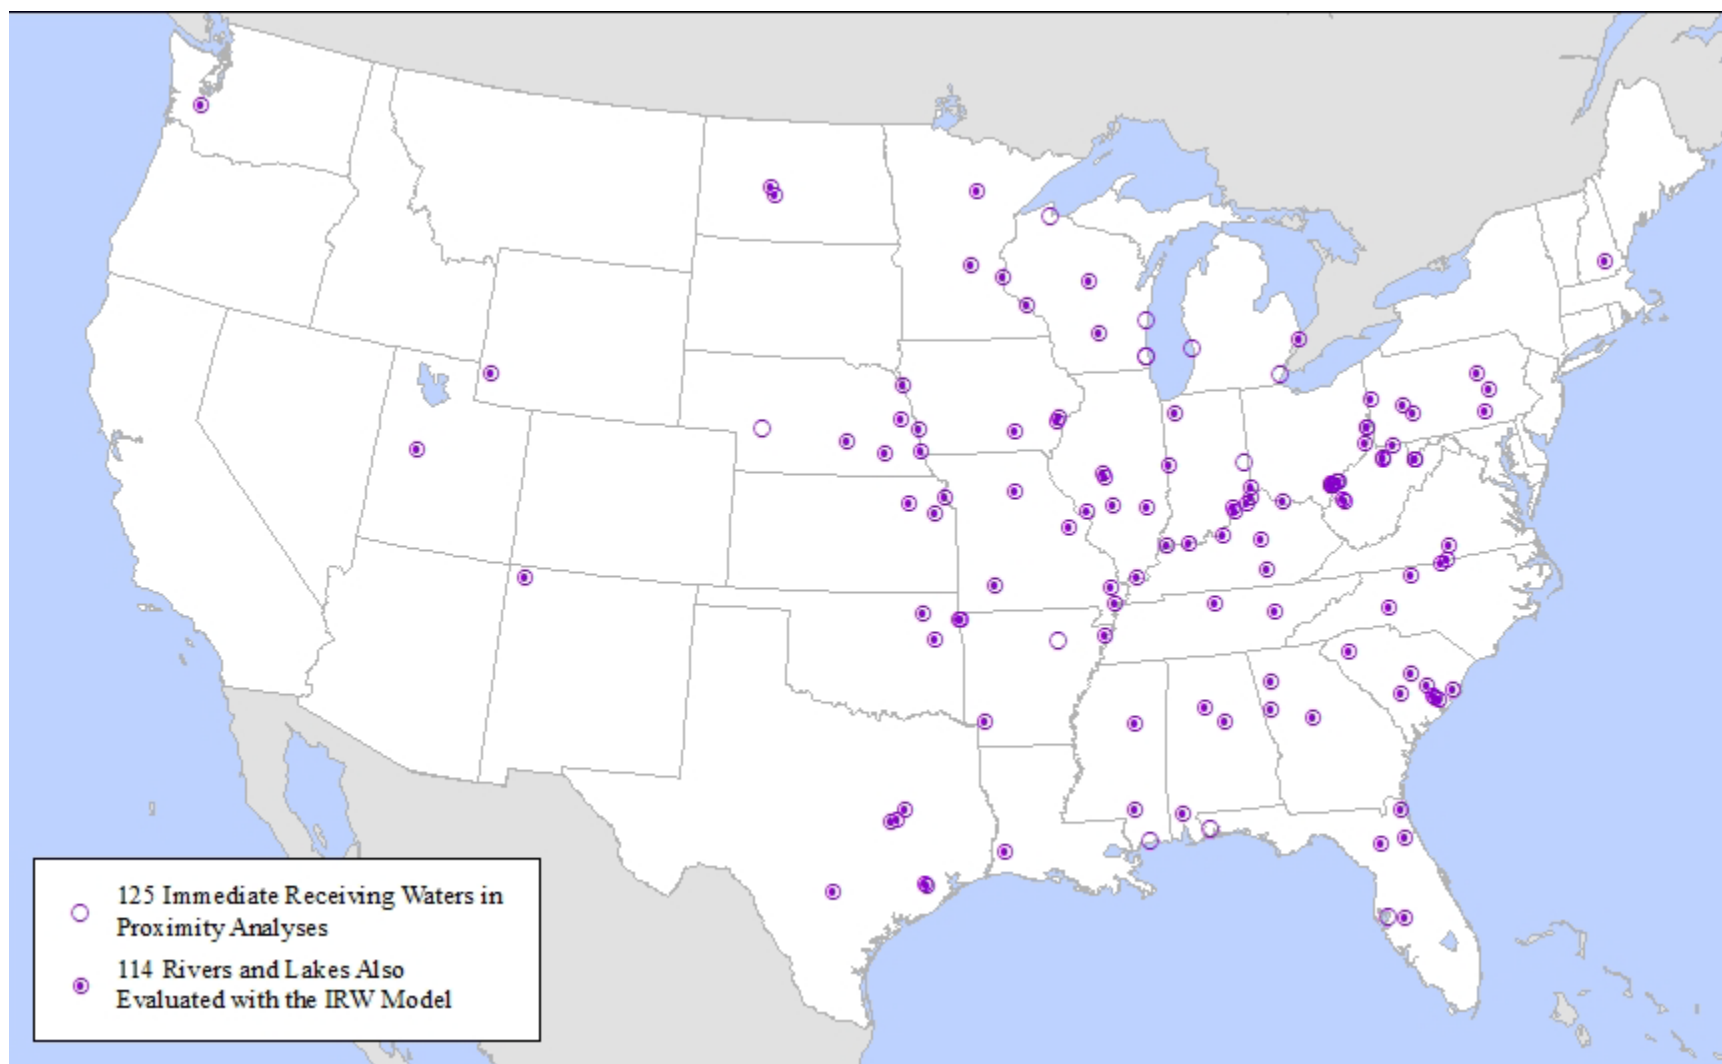 125 Immediate Receiving Waters in
Proximity Analyses
114 Rivers and Lakes Also
Evaluated with the IRW Model